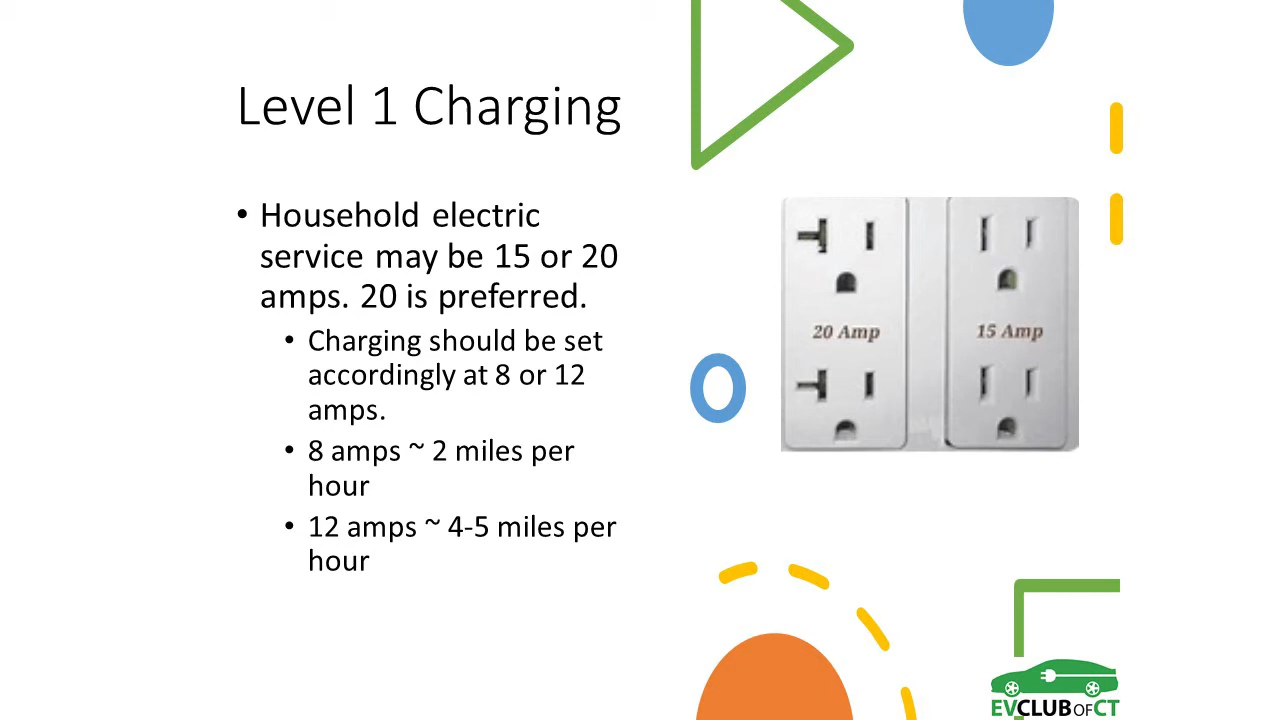 Level 1 Charging
• Household electric
service may be 15 or 20
amps. 20 is preferred.
• Charging should be set
accordingly at 8 or 12
amps.
• 8 amps ~ 2 miles per
hour
• 12 amps ~ 4-5 miles per
hour
20 Amp
15 Amp
EVCLUBOFCT